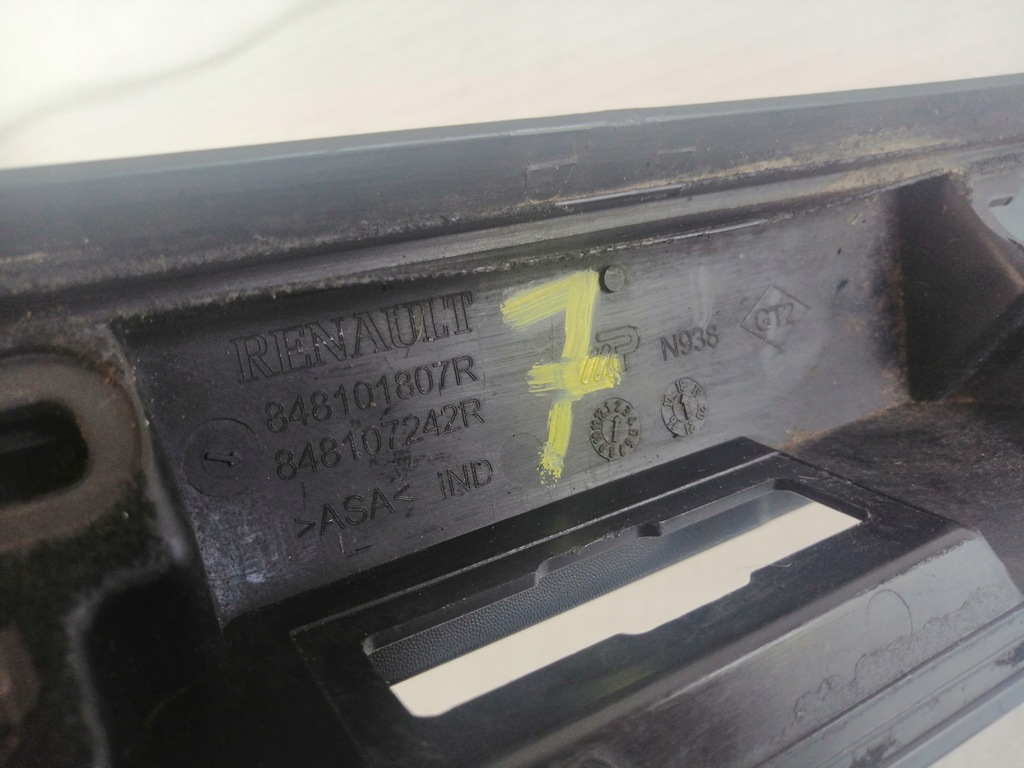 RENAULT
848101807R
848107242R
>ASA< IND
7
N938
GT2